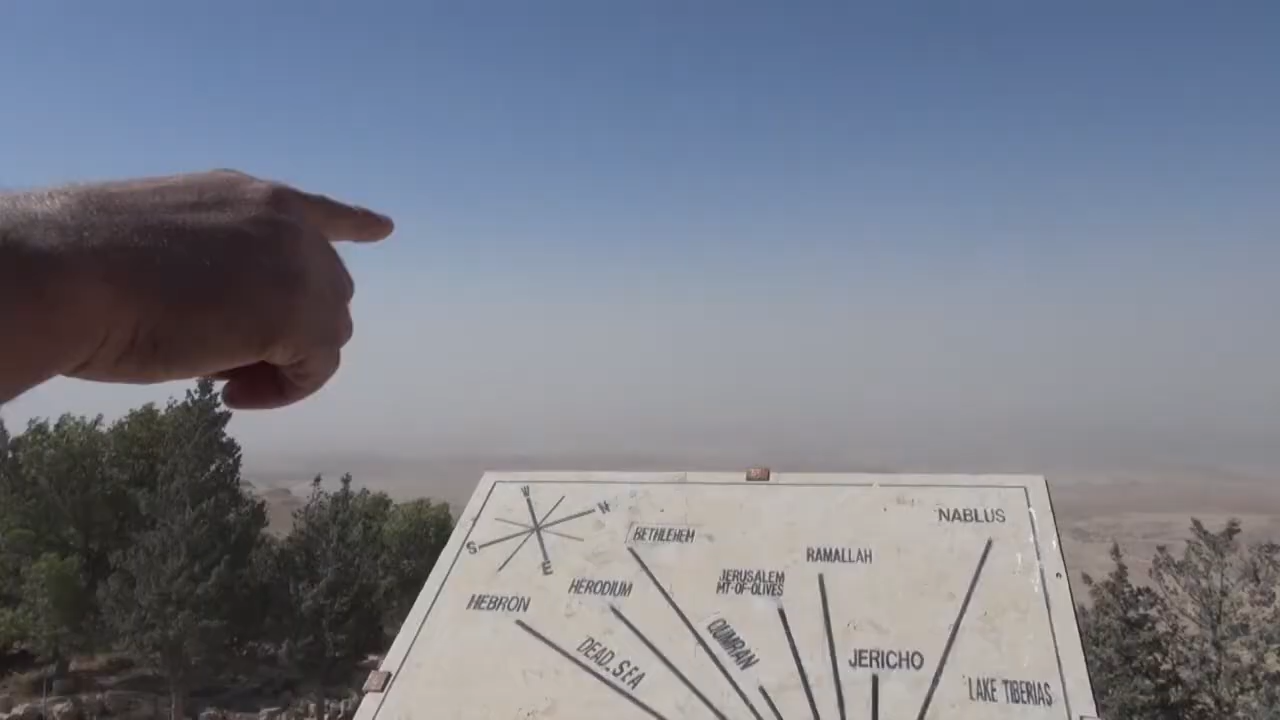 W
N
S
E
BETHLEHEM
NABLUS
RAMALLAH
JERUSALEM
MT-OF-OLIVES
HERODIUM
HEBRON
QUMRAN
DEAD SEA
JERICHO
LAKE TIBERIAS